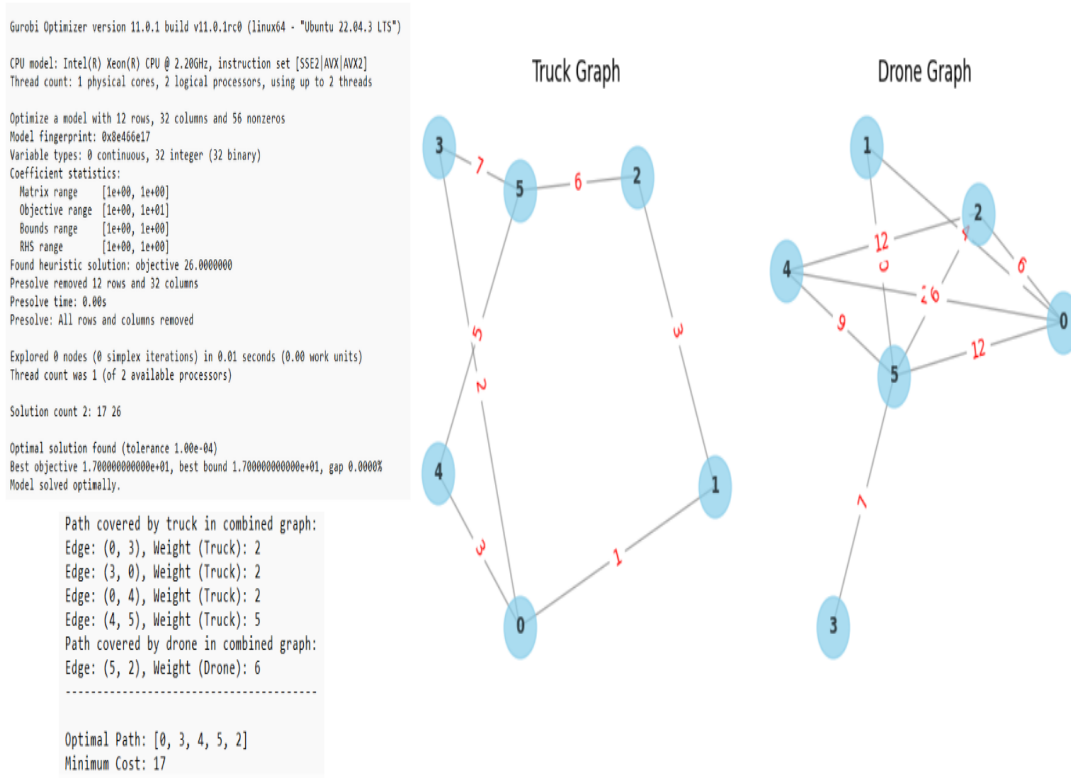 Gurobi Optimizer version 11.0.1 build v11.0.1rc0 (linux64 - "Ubuntu 22.04.3 LTS")
CPU model: Intel(R) Xeon(R) CPU @ 2.20GHz, instruction set [SSE2|AVX|AVX2]
Thread count: 1 physical cores, 2 logical processors, using up to 2 threads
Optimize a model with 12 rows, 32 columns and 56 nonzeros
Model fingerprint: 0x8e466e17
Variable types: 0 continuous, 32 integer (32 binary)
Coefficient statistics:
Matrix range [1e+00, 1e+00]
Objective range [1e+00, 1e+01]
Bounds range [1e+00, 1e+00]
RHS range [1e+00, 1e+00]
Found heuristic solution: objective 26.0000000
Presolve removed 12 rows and 32 columns
Presolve time: 0.00s
Presolve: All rows and columns removed
Explored 0 nodes (0 simplex iterations) in 0.01 seconds (0.00 work units)
Thread count was 1 (of 2 available processors)
Solution count 2: 17 26
Optimal solution found (tolerance 1.00e-04)
Best objective 1.700000000000e+01, best bound 1.700000000000e+01, gap 0.0000%
Model solved optimally.
Path covered by truck in combined graph:
Edge: (0, 3), Weight (Truck): 2
Edge: (3, 0), Weight (Truck): 2
Edge: (0, 4), Weight (Truck): 2
Edge: (4, 5), Weight (Truck): 5
Path covered by drone in combined graph:
Edge: (5, 2), Weight (Drone): 6
----------------------------------------
Optimal Path: [0, 3, 4, 5, 2]
Minimum Cost: 17
Truck Graph
3
7
5
6
2
5
2
3
4
3
1
1
0
Drone Graph
1
2
12
4
6
6
0
9
12
5
7
3